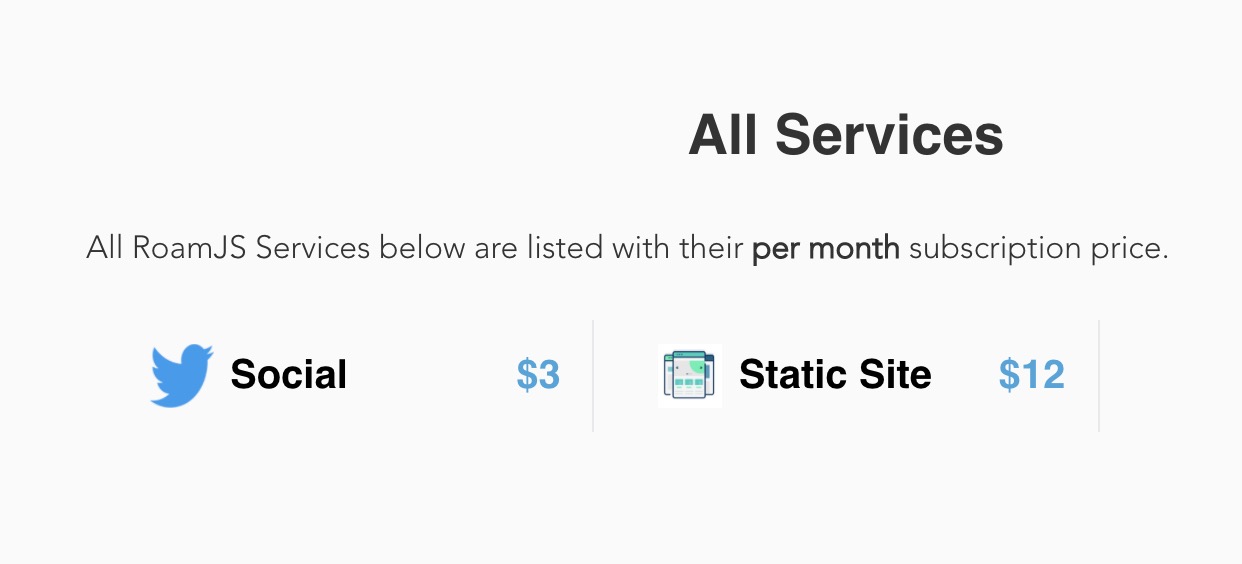 All Services
All RoamJS Services below are listed with their per month subscription price.
Social $3 Static Site $12